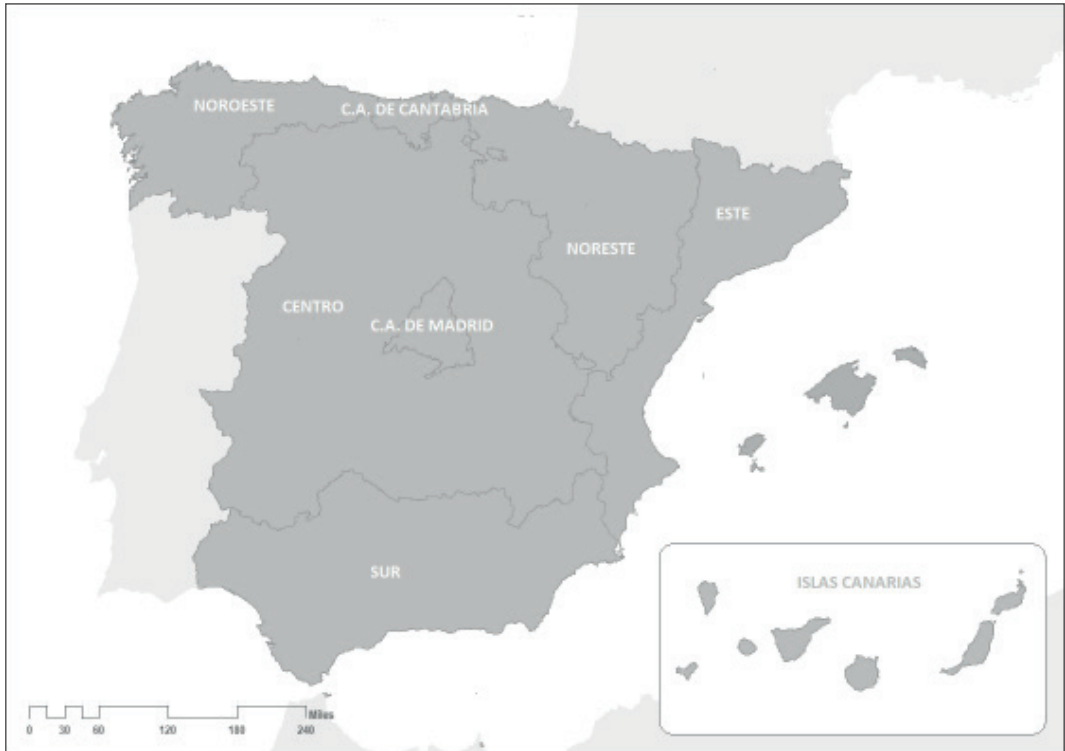 NOROESTE
C.A. DE CANTABRIA
ESTE
NORESTE
CENTRO
C.A. DE MADRID
SUR
ISLAS CANARIAS
Miles
0 30 60 120 180 240